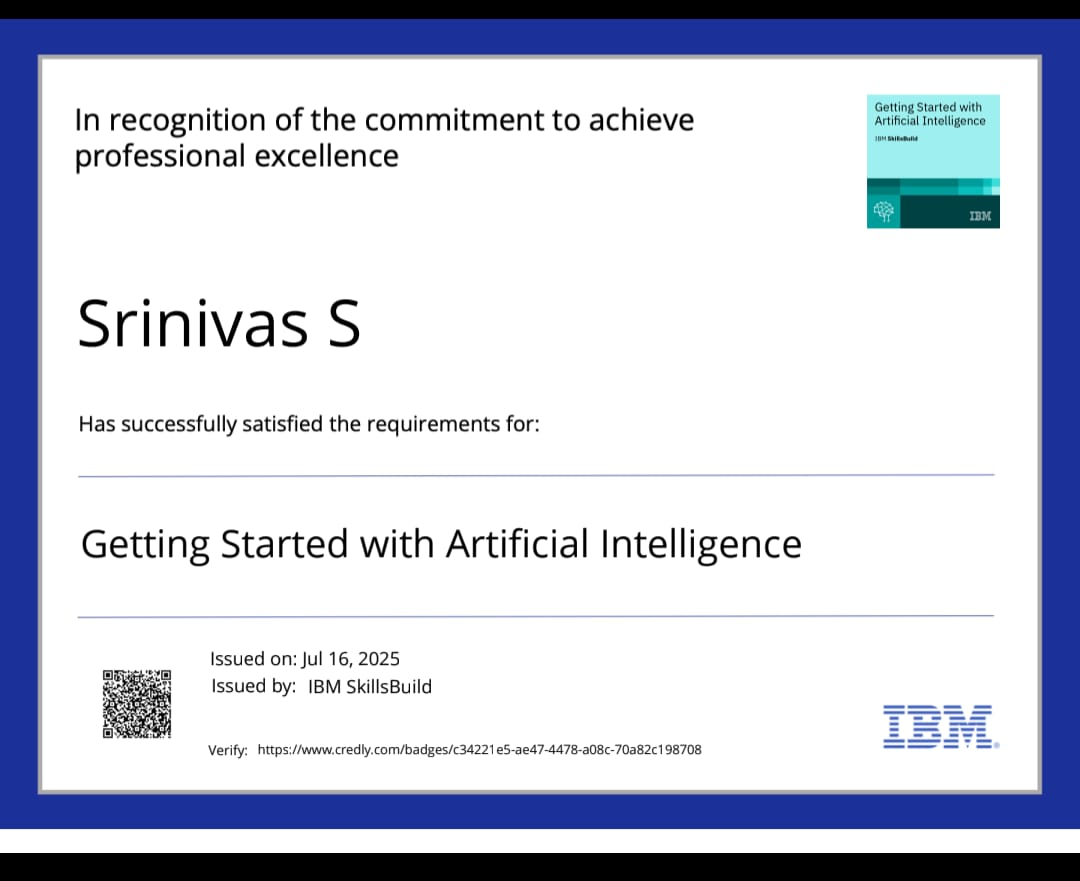 In recognition of the commitment to achieve
professional excellence
Getting Started with
Artificial Intelligence
IBM SkillsBuild
IBM
Srinivas S
Has successfully satisfied the requirements for:
Getting Started with Artificial Intelligence
Issued on: Jul 16, 2025
Issued by: IBM SkillsBuild
IBM®
Verify: https://www.credly.com/badges/c34221e5-ae47-4478-a08c-70a82c198708